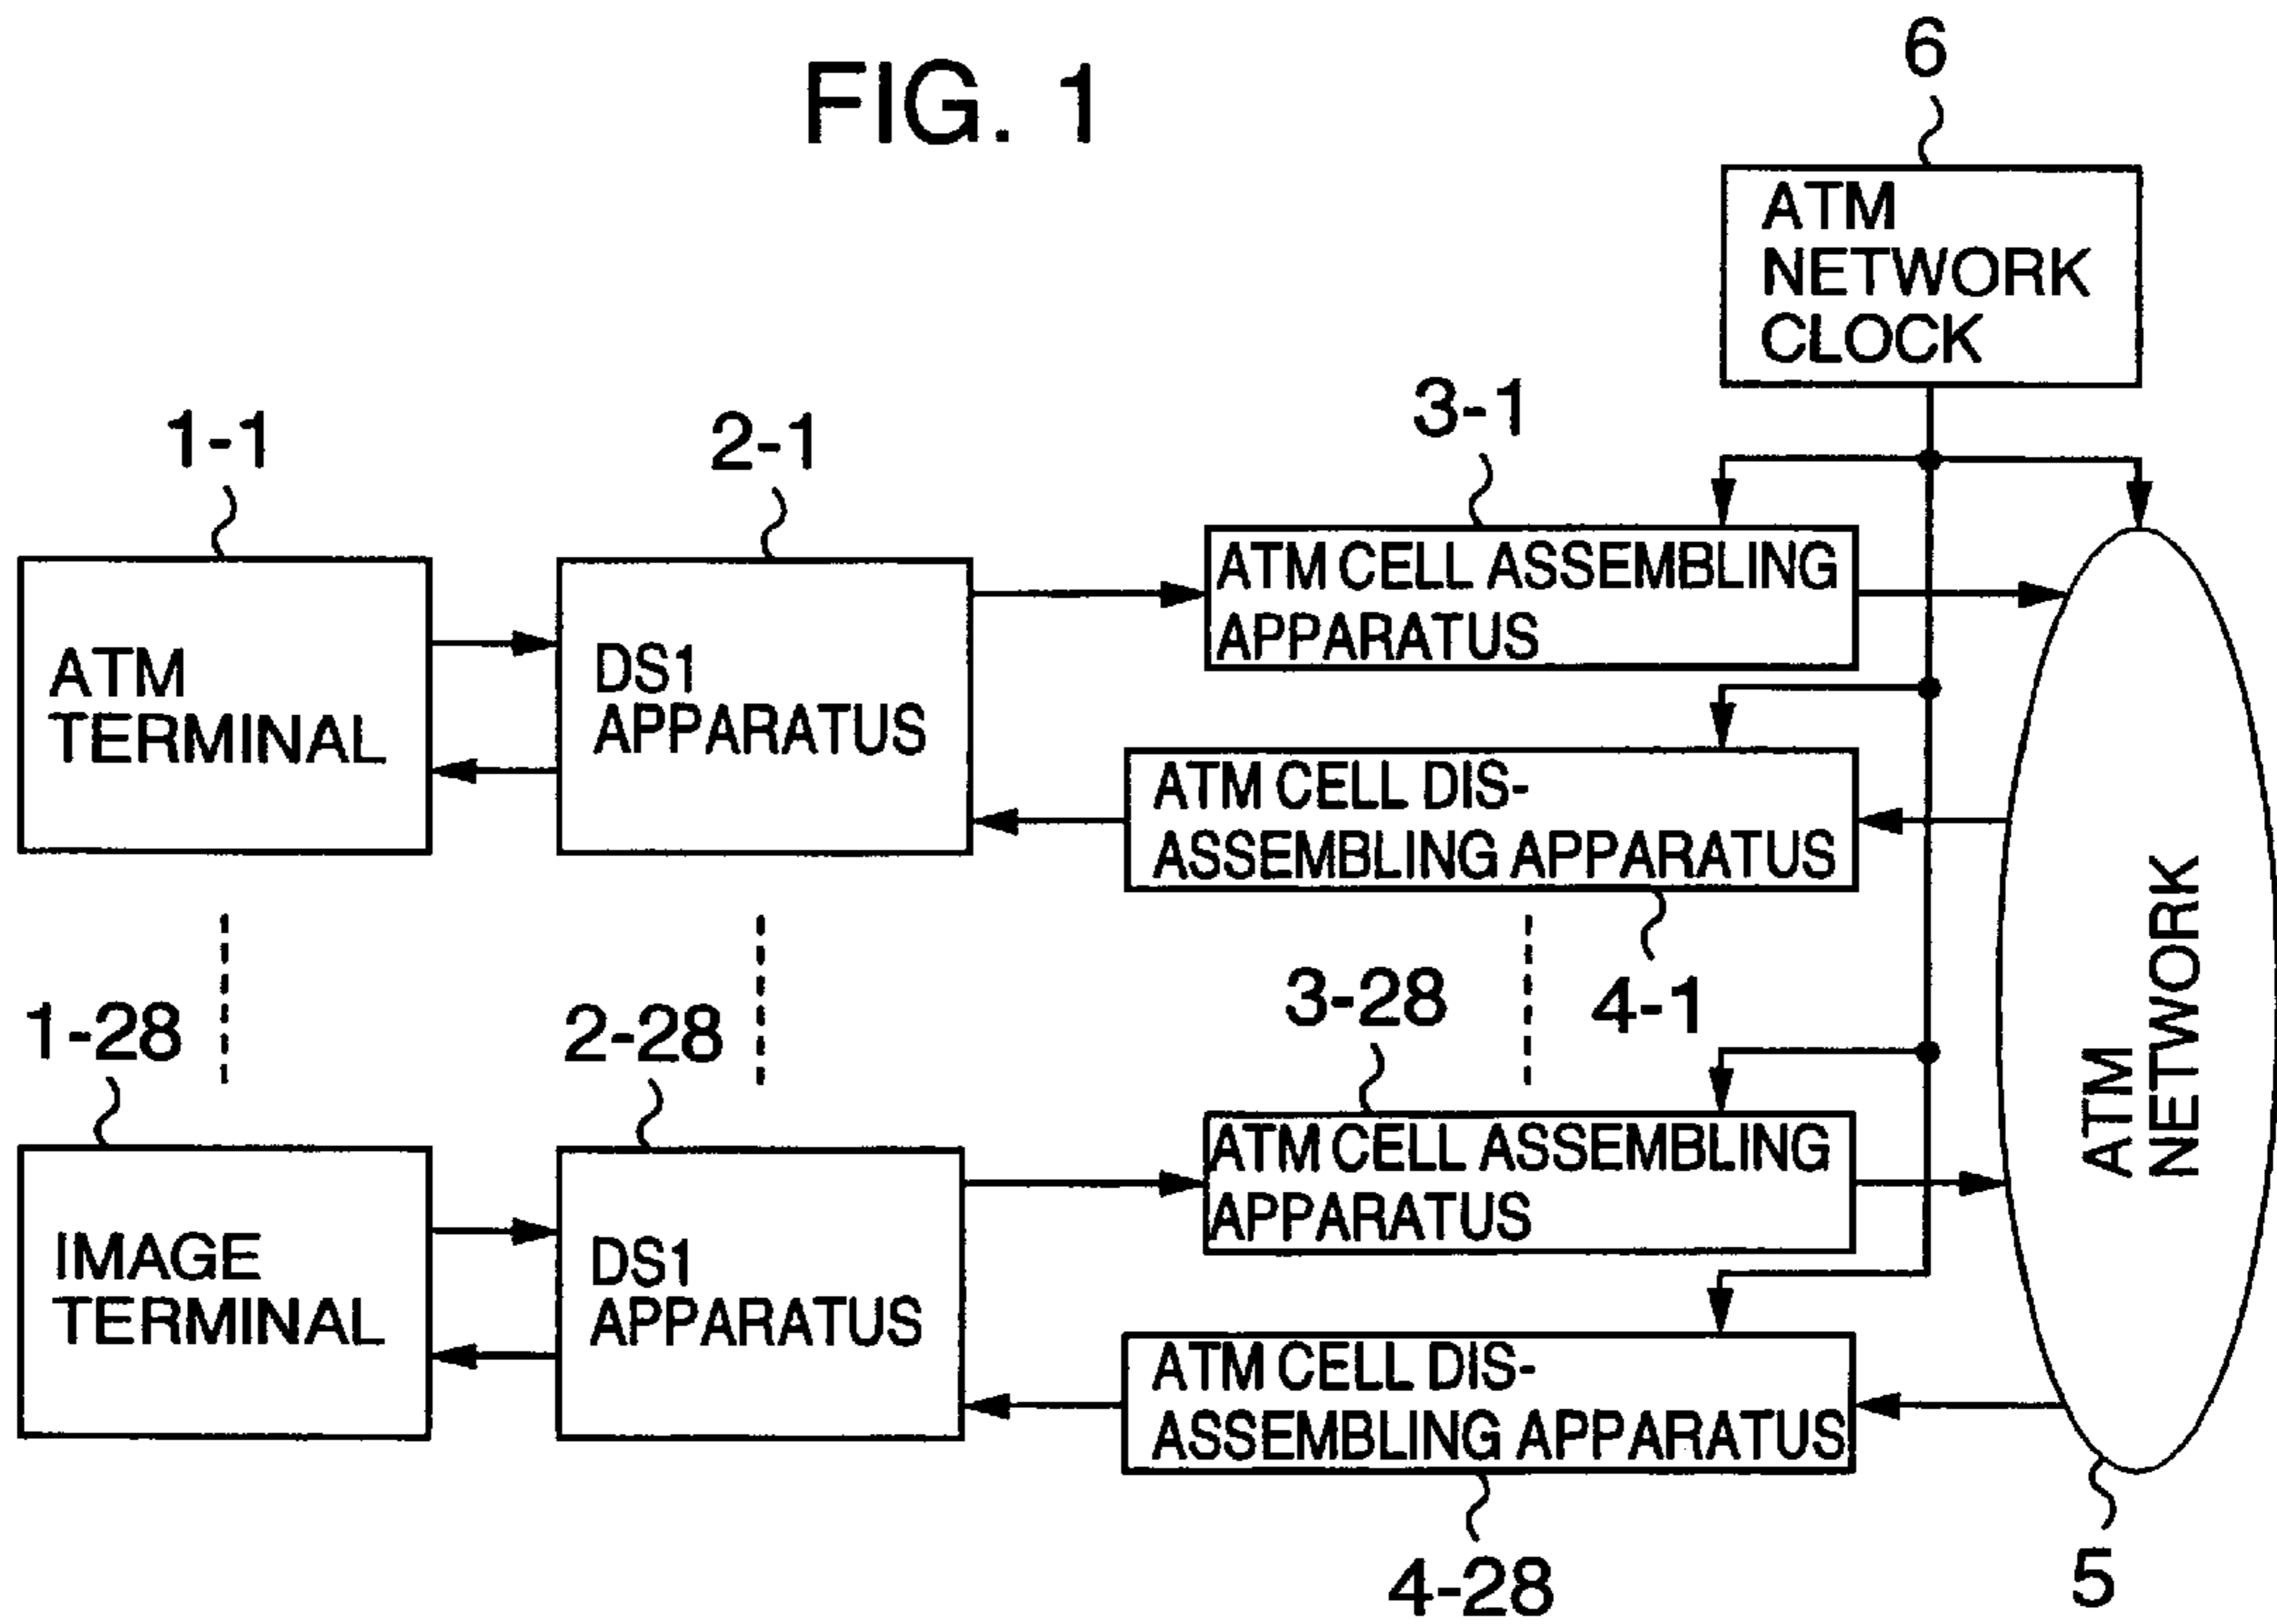 FIG. 1
6
ATM
NETWORK
CLOCK
1-1
2-1
3-1
ATM CELL ASSEMBLING
APPARATUS
ATM
TERMINAL
DS1
APPARATUS
ATM CELL DIS-
ASSEMBLING APPARATUS
4-1
ATM
NETWORK
1-28
2-28
3-28
ATM CELL ASSEMBLING
APPARATUS
IMAGE
TERMINAL
DS1
APPARATUS
ATM CELL DIS-
ASSEMBLING APPARATUS
4-28
5